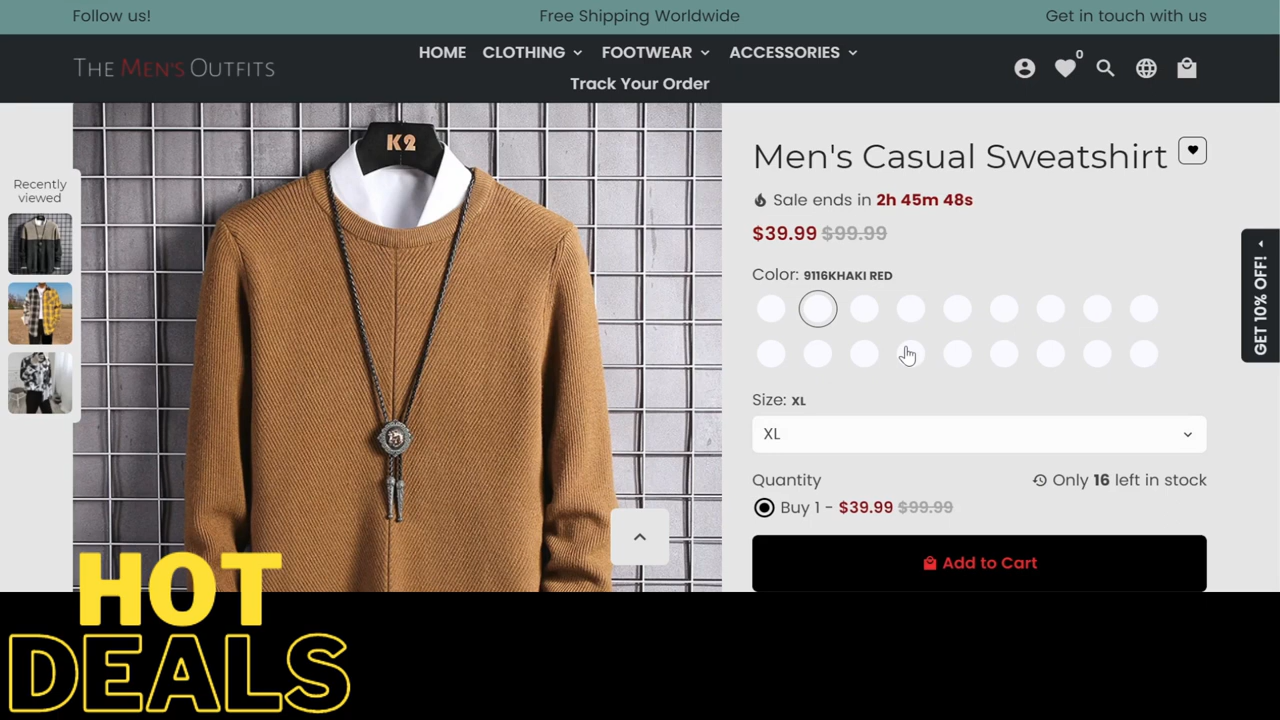 Follow us!
Free Shipping Worldwide
Get in touch with us
THE MEN'S OUTFITS
HOME CLOTHING FOOTWEAR ACCESSORIES
Track Your Order
0
K2
Recently
viewed
Men's Casual Sweatshirt
Sale ends in 2h 45m 48s
$39.99 $99.99
Color: 9116KHAKI RED
Size: XL
XL
Quantity
Only 16 left in stock
Buy 1 - $39.99 $99.99
Add to Cart
GET 10% OFF!
HOT
DEALS